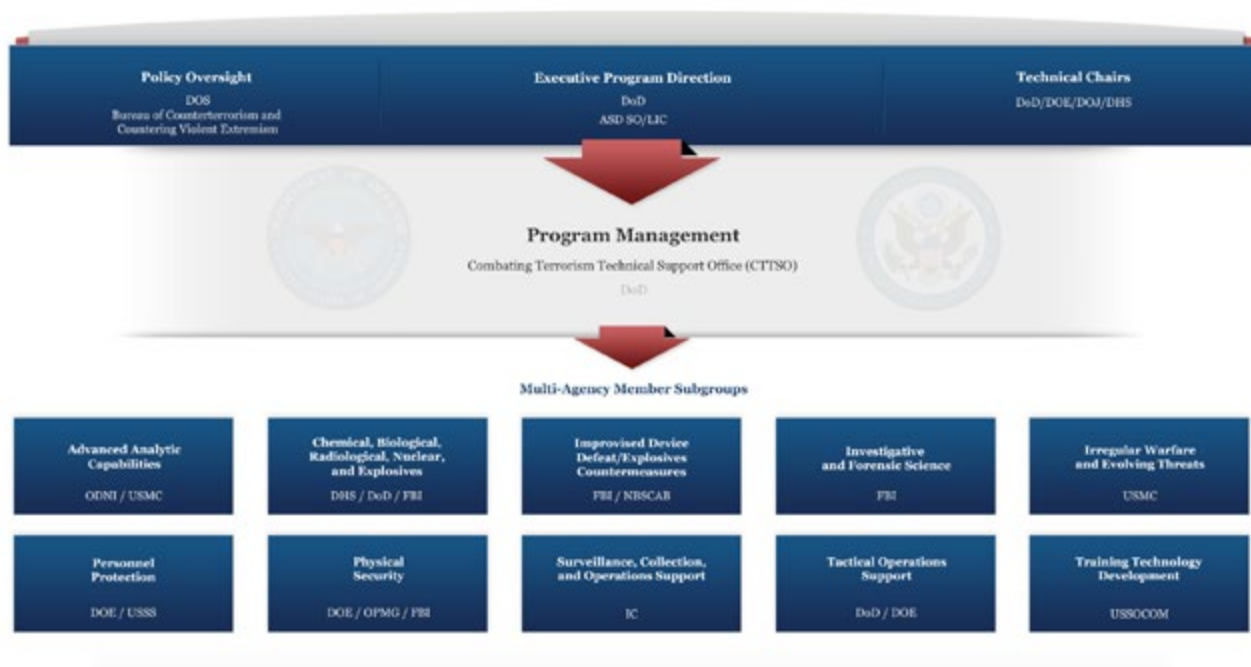 Policy Oversight
DOS
Bureau of Counterterrorism and
Countering Violent Extremism
Executive Program Direction
DoD
ASD SO/LIC
Technical Chairs
DoD/DOE/DOJ/DHS
Program Management
Combating Terrorism Technical Support Office (CTTSO)
DoD
Multi-Agency Member Subgroups
Advanced Analytic
Capabilities
ODNI / USMC
Chemical, Biological,
Radiological, Nuclear,
and Explosives
DHS / DoD / FBI
Improvised Device
Defeat/Explosives
Countermeasures
FBI / NBSCAB
Investigative
and Forensic Science
FBI
Irregular Warfare
and Evolving Threats
USMC
Personnel
Protection
DOE / USSS
Physical
Security
DOE / OPMG / FBI
Surveillance, Collection,
and Operations Support
IC
Tactical Operations
Support
DoD / DOE
Training Technology
Development
USSOCOM